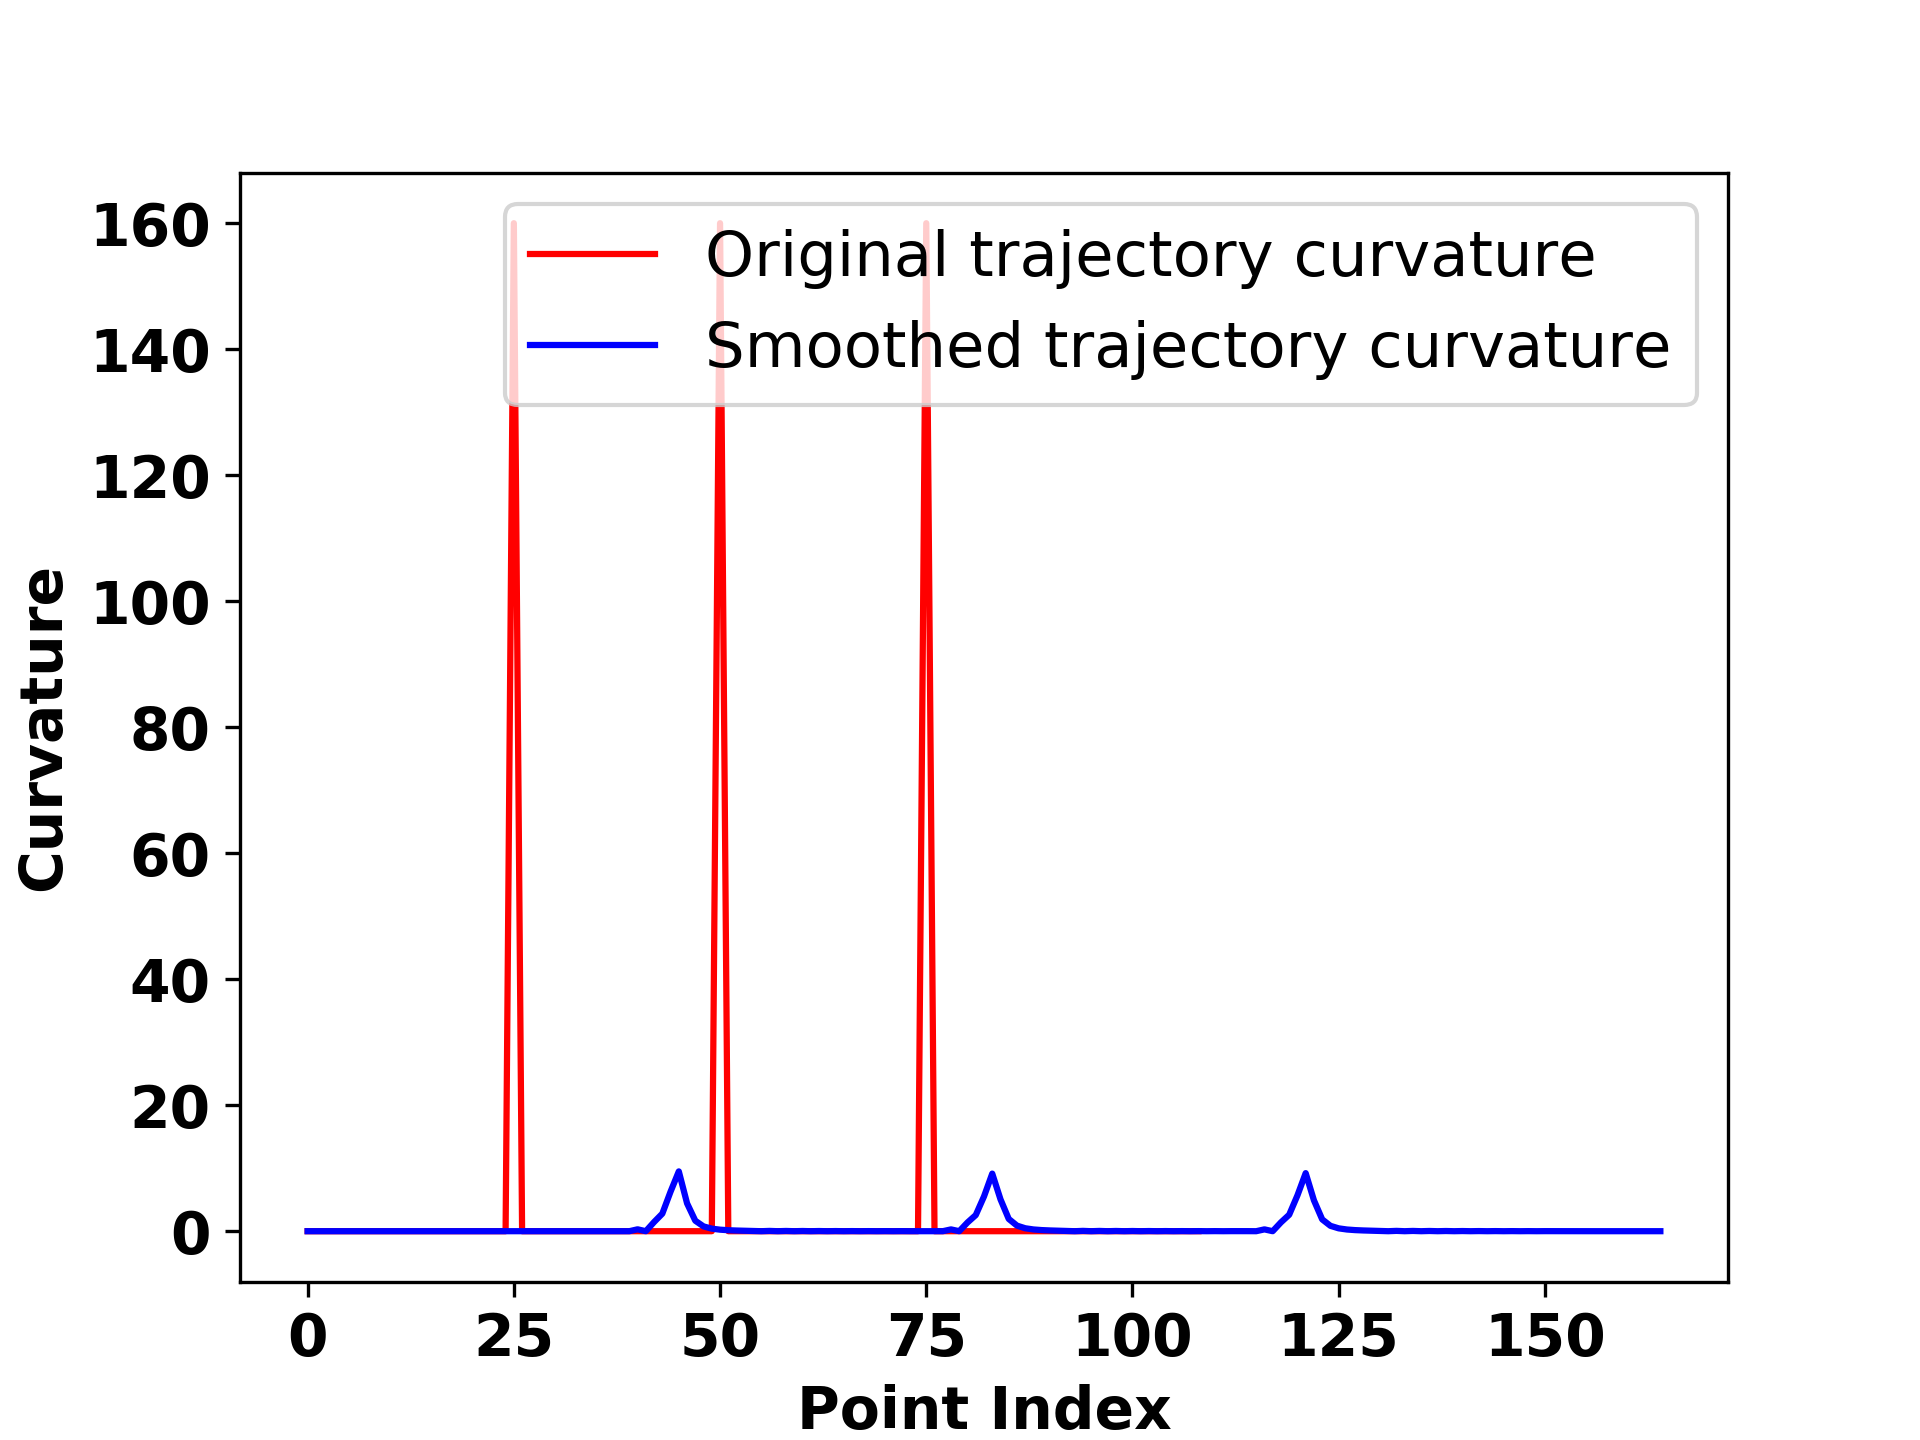 Original trajectory curvature
Smoothed trajectory curvature
160
140
120
100
80
60
40
20
0
Curvature
0 25 50 75 100 125 150
Point Index